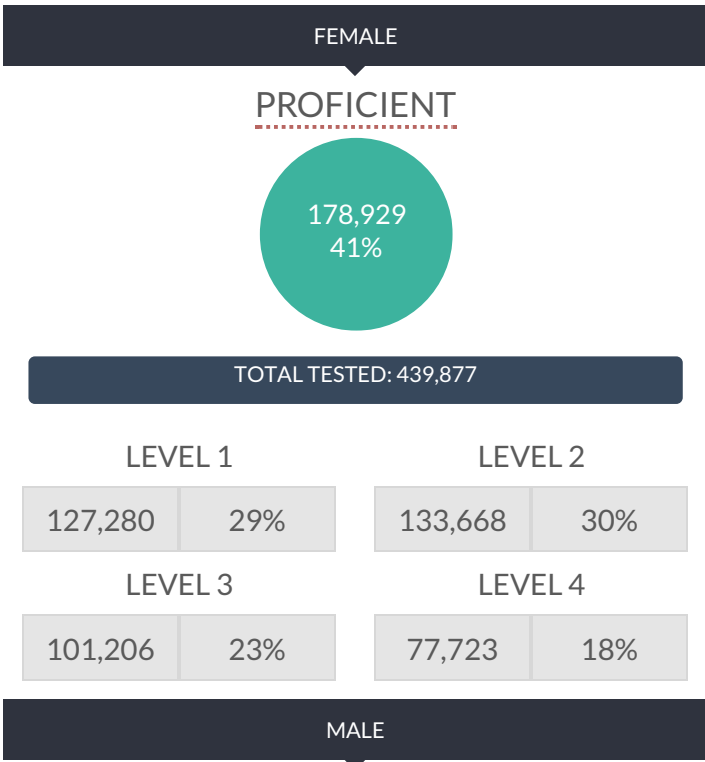 FEMALE
PROFICIENT
178,929
41%
TOTAL TESTED: 439,877
LEVEL 1 LEVEL 2
127,280 29% 133,668 30%
LEVEL 3 LEVEL 4
101,206 23% 77,723 18%
MALE